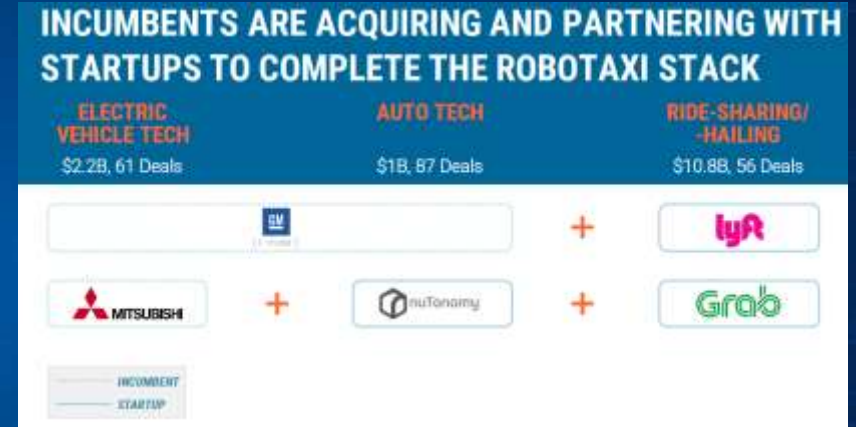 INCUMBENTS ARE ACQUIRING AND PARTNERING WITH
STARTUPS TO COMPLETE THE ROBOTAXI STACK
ELECTRIC
VEHICLE TECH
$2.2B, 61 Deals
AUTO TECH
$1B, 87 Deals
RIDE-SHARING/
-HAILING
$10.8B, 56 Deals
GM
+
lyft
MITSUBISHI
+
nuTonomy
+
Grab
INCUMBENT
STARTUP